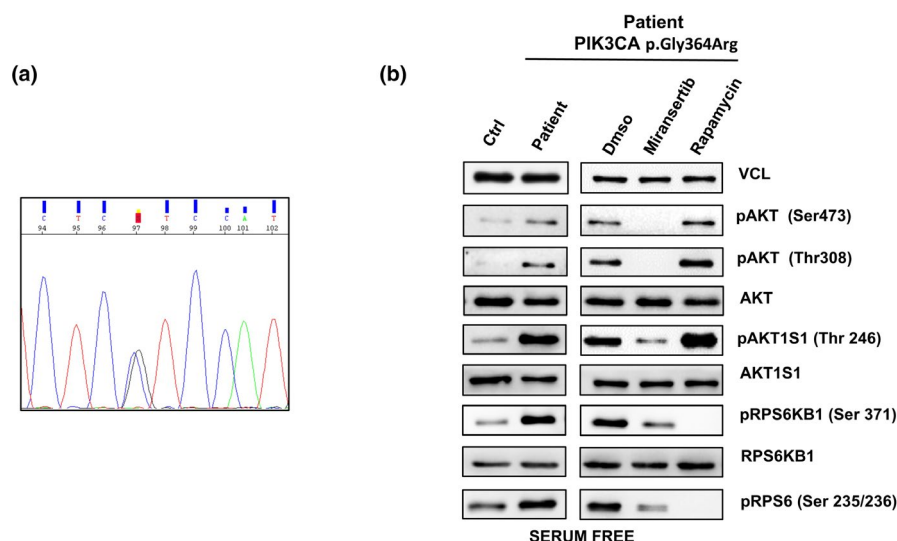 (a)
C T C T C C A T
94 95 96 97 98 99 100 101 102
(b)
Patient
PIK3CA p.Gly364Arg
Ctrl
Patient
Dmso
Miransertib
Rapamycin
VCL
pAKT (Ser473)
pAKT (Thr308)
AKT
pAKT1S1 (Thr 246)
AKT1S1
pRPS6KB1 (Ser 371)
RPS6KB1
pRPS6 (Ser 235/236)
SERUM FREE